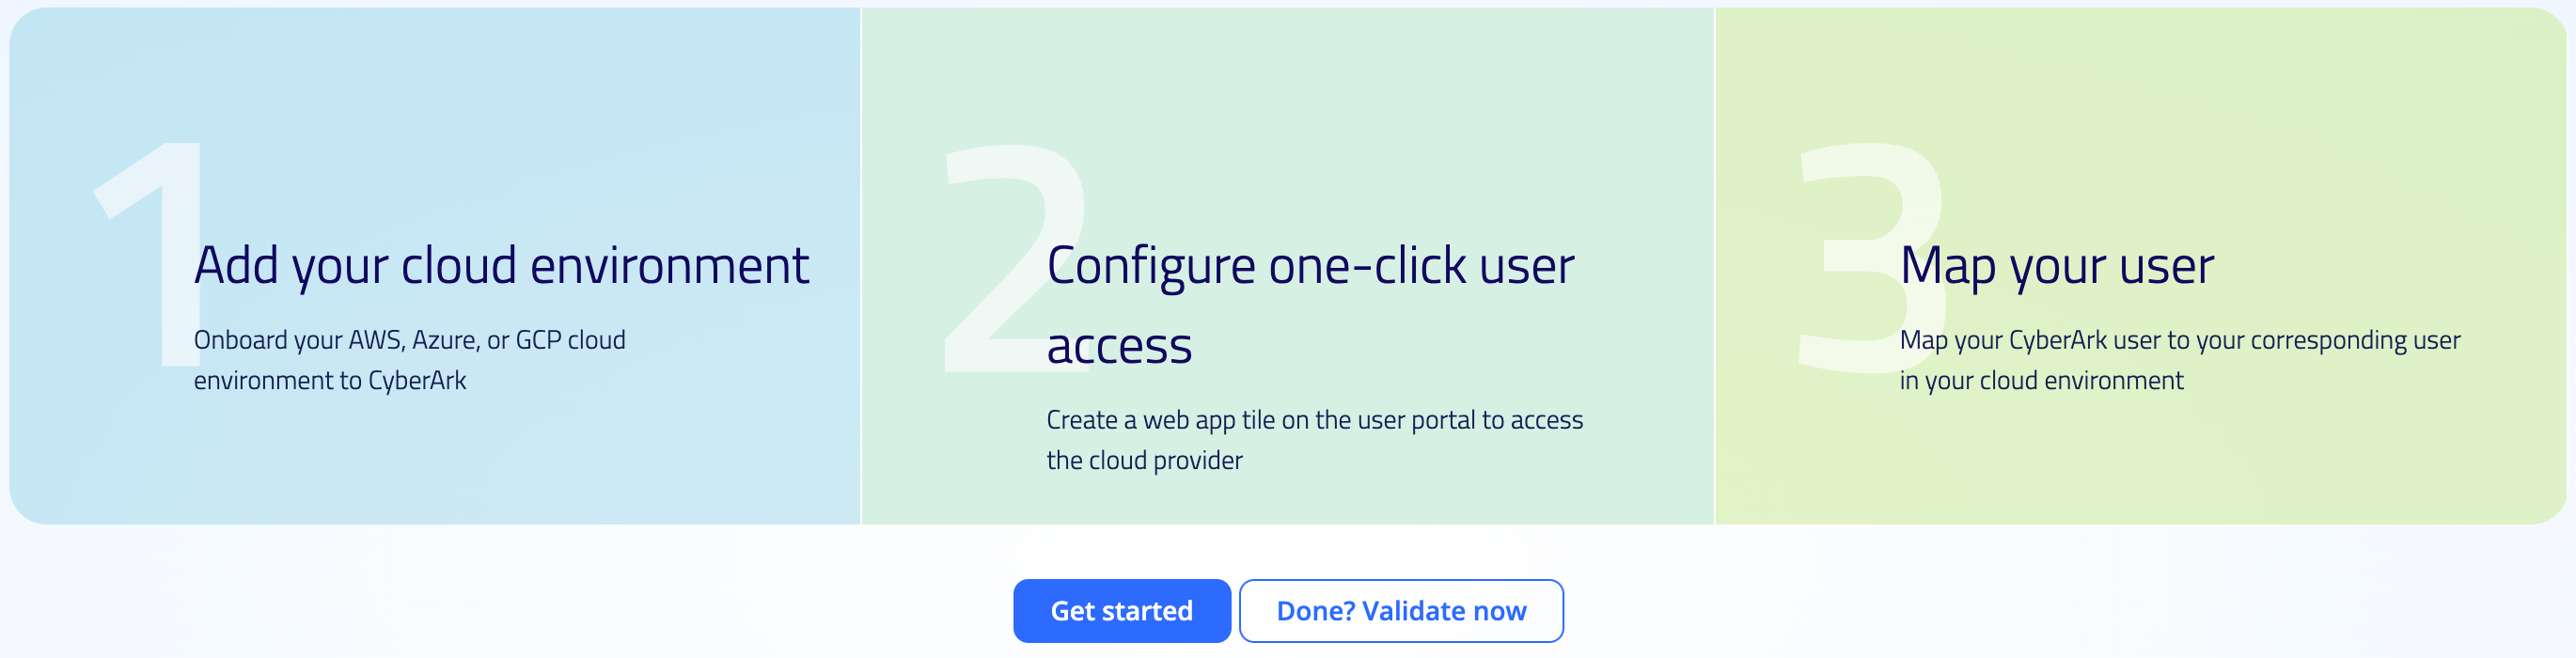 1
Add your cloud environment
Onboard your AWS, Azure, or GCP cloud
environment to CyberArk
2
Configure one-click user
access
Create a web app tile on the user portal to access
the cloud provider
3
Map your user
Map your CyberArk user to your corresponding user
in your cloud environment
Get started
Done? Validate now